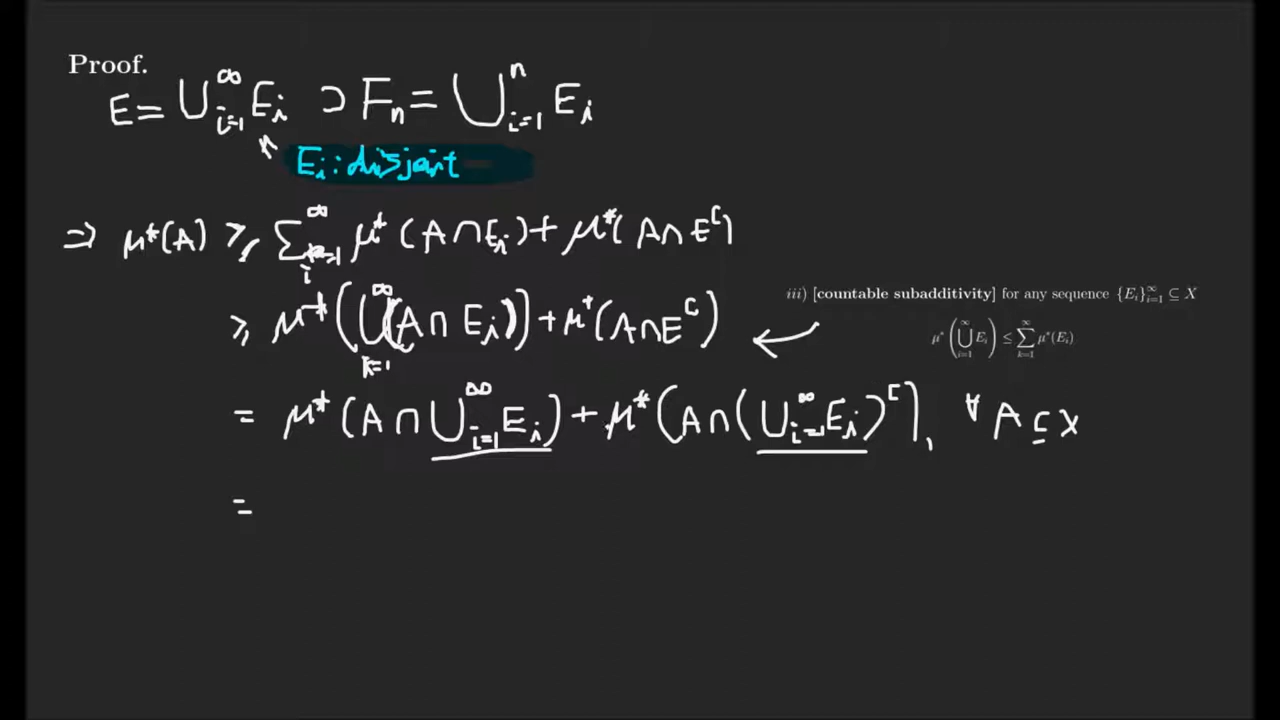 Proof.
E = ⋃_{i=1}^∞ E_i ⊃ F_n = ⋃_{i=1}^n E_i
E_i : disjoint
⇒ μ*(A) ≥ ∑_{i=1}^∞ μ*(A ∩ E_i) + μ*(A ∩ E^C)
iii) [countable subadditivity] for any sequence {E_i}_{i=1}^∞ ⊆ X
≥ μ*(⋃_{k=1}^∞ (A ∩ E_i)) + μ*(A ∩ E^C) ←
μ*(⋃_{i=1}^∞ E_i) ≤ ∑_{k=1}^∞ μ*(E_i)
= μ*(A ∩ ⋃_{i=1}^∞ E_i) + μ*(A ∩ (⋃_{i=1}^∞ E_i)^C), ∀ A ⊆ X
=